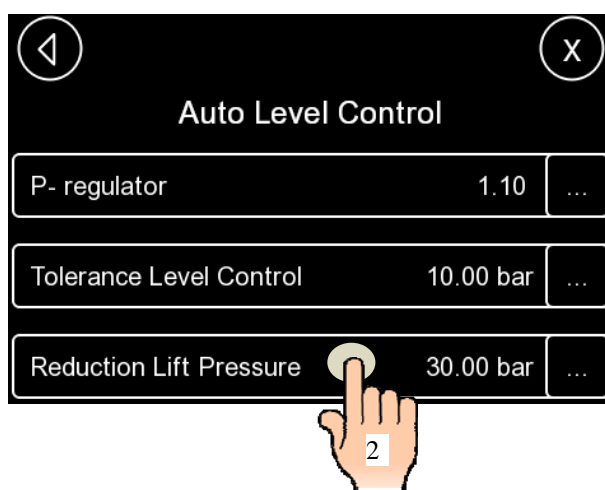 X
Auto Level Control
P- regulator 1.10 ...
Tolerance Level Control 10.00 bar ...
Reduction Lift Pressure 30.00 bar ...
2